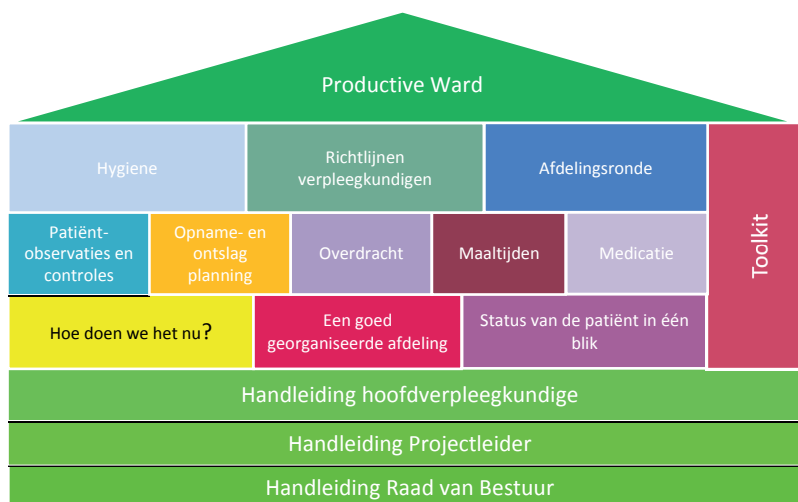 Productive Ward
Hygiene
Richtlijnen
verpleegkundigen
Afdelingsronde
Toolkit
Patiënt-
observaties en
controles
Opname- en
ontslag
planning
Overdracht
Maaltijden
Medicatie
Hoe doen we het nu?
Een goed
georganiseerde afdeling
Status van de patiënt in één
blik
Handleiding hoofdverpleegkundige
Handleiding Projectleider
Handleiding Raad van Bestuur